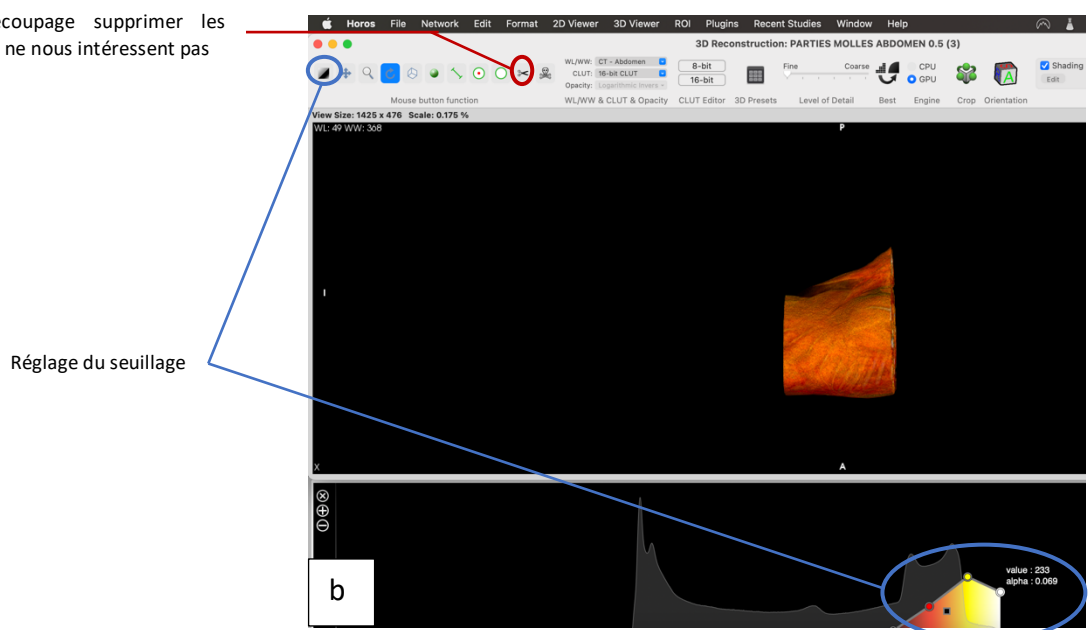 Horos File Network Edit Format 2D Viewer 3D Viewer ROI Plugins Recent Studies Window Help
coupage supprimer les
ne nous intéressent pas
3D Reconstruction: PARTIES MOLLES ABDOMEN 0.5 (3)
WL/WW: CT - Abdomen
CLUT: 16-bit CLUT
Opacity: Logarithmic Invers
8-bit
16-bit
Fine Coarse
CPU
GPU
Shading
Edit
Mouse button function WL/WW & CLUT & Opacity CLUT Editor 3D Presets Level of Detail Best Engine Crop Orientation
View Size: 1425 x 476 Scale: 0.175 %
WL: 49 WW: 368
P
I
A
Réglage du seuillage
X
A
value : 233
alpha : 0.069
b